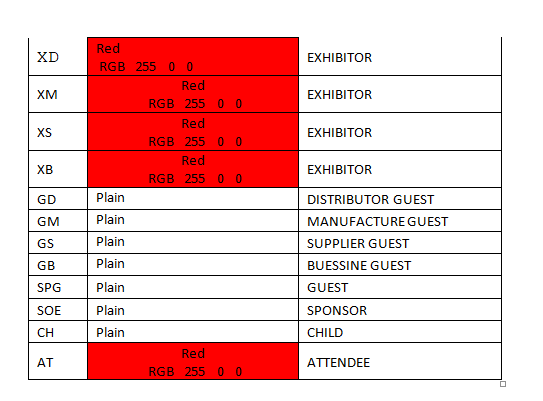 XD Red EXHIBITOR
RGB 255 0 0
XM Red EXHIBITOR
RGB 255 0 0
XS Red EXHIBITOR
RGB 255 0 0
XB Red EXHIBITOR
RGB 255 0 0
GD Plain DISTRIBUTOR GUEST
GM Plain MANUFACTURE GUEST
GS Plain SUPPLIER GUEST
GB Plain BUESSINE GUEST
SPG Plain GUEST
SOE Plain SPONSOR
CH Plain CHILD
AT Red ATTENDEE
RGB 255 0 0